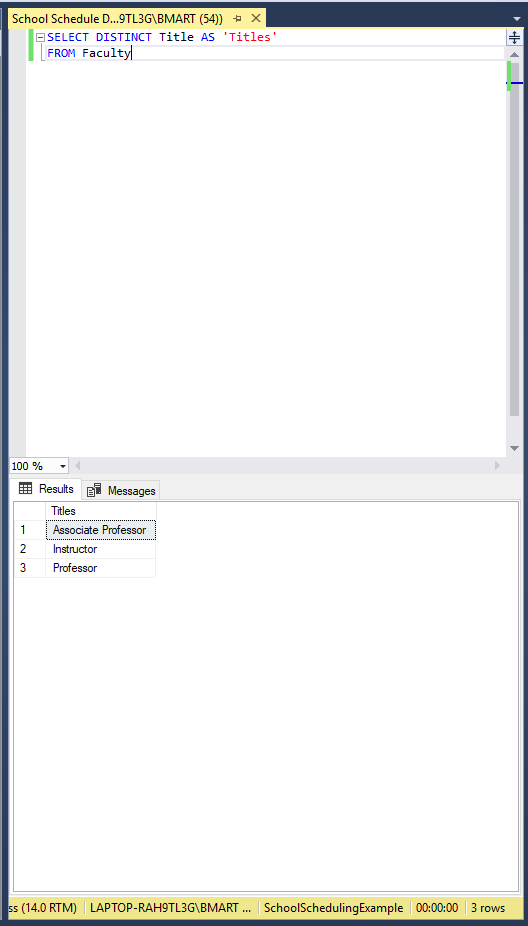 School Schedule D...9TL3G\BMART (54))
SELECT DISTINCT Title AS 'Titles'
FROM Faculty
100 %
Results Messages
Titles
1 Associate Professor
2 Instructor
3 Professor
ss (14.0 RTM) LAPTOP-RAH9TL3G\BMART ... SchoolSchedulingExample 00:00:00 3 rows